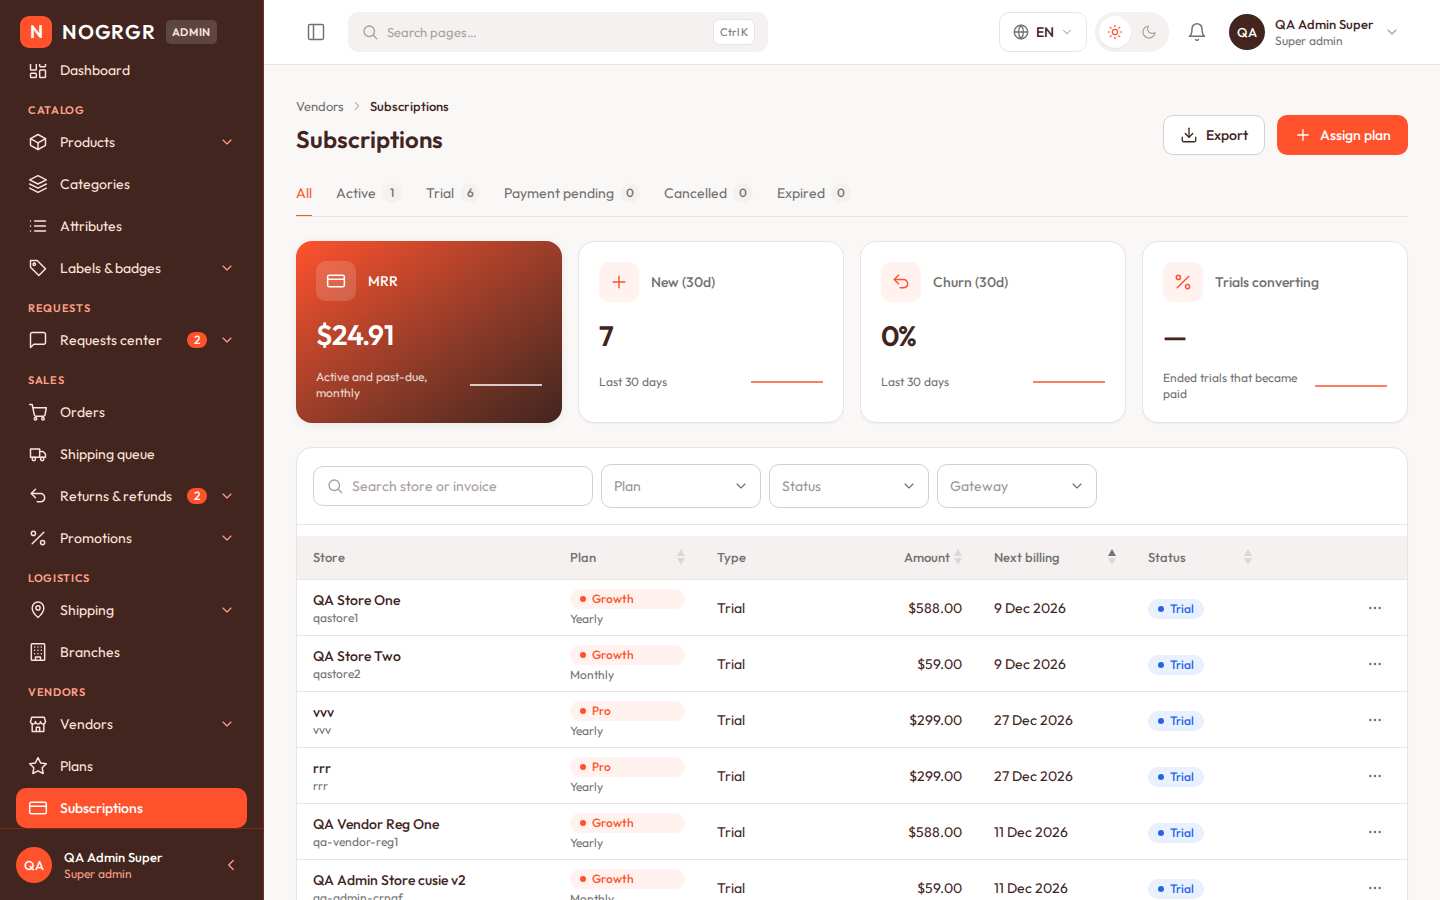 N NOGRGR ADMIN
Dashboard
CATALOG
Products
Categories
Attributes
Labels & badges
REQUESTS
Requests center 2
SALES
Orders
Shipping queue
Returns & refunds 2
Promotions
LOGISTICS
Shipping
Branches
VENDORS
Vendors
Plans
Subscriptions
QA QA Admin Super
Super admin
Search pages... Ctrl K
EN
QA QA Admin Super
Super admin
Vendors > Subscriptions
Subscriptions
Export
+ Assign plan
All Active 1 Trial 6 Payment pending 0 Cancelled 0 Expired 0
MRR
$24.91
Active and past-due,
monthly
New (30d)
7
Last 30 days
Churn (30d)
0%
Last 30 days
Trials converting
—
Ended trials that became
paid
Search store or invoice Plan Status Gateway
Store Plan Type Amount Next billing Status
QA Store One Growth Trial $588.00 9 Dec 2026 Trial ...
qastore1 Yearly
QA Store Two Growth Trial $59.00 9 Dec 2026 Trial ...
qastore2 Monthly
vvv Pro Trial $299.00 27 Dec 2026 Trial ...
vvv Yearly
rrr Pro Trial $299.00 27 Dec 2026 Trial ...
rrr Yearly
QA Vendor Reg One Growth Trial $588.00 11 Dec 2026 Trial ...
qa-vendor-reg1 Yearly
QA Admin Store cusie v2 Growth Trial $59.00 11 Dec 2026 Trial ...
Monthly